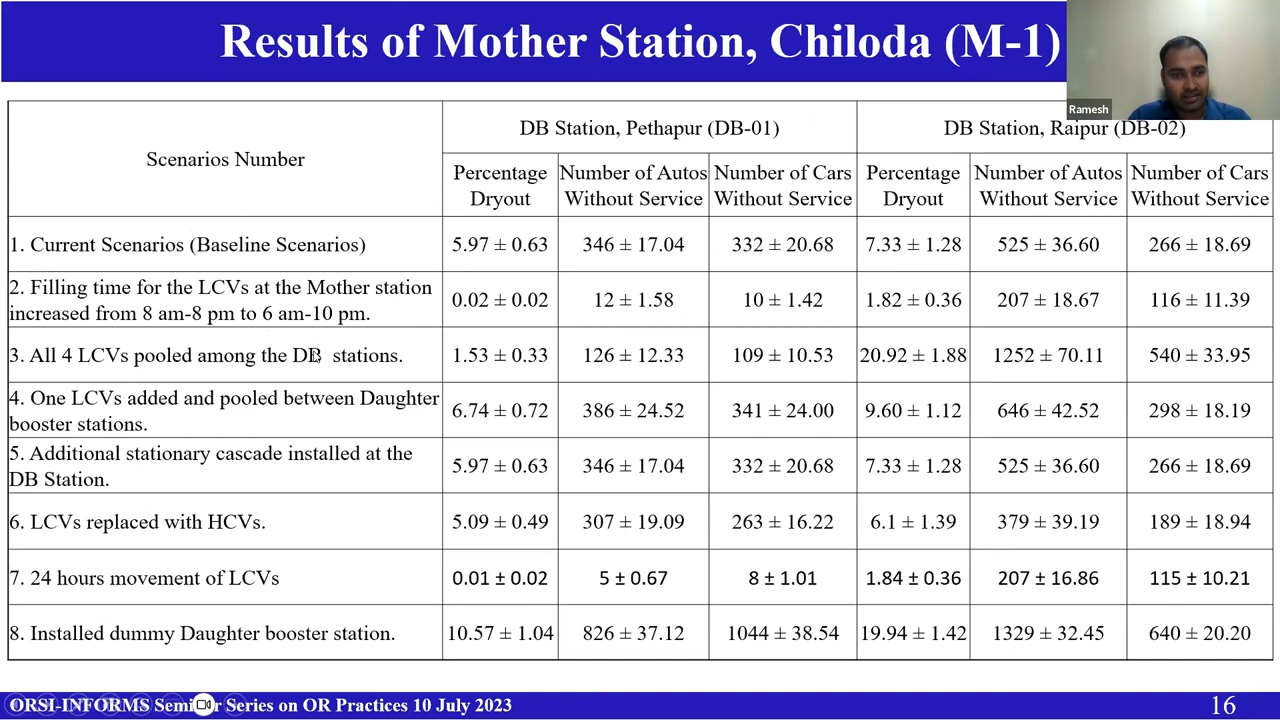 Results of Mother Station, Chiloda (M-1)
Ramesh
Scenarios Number
DB Station, Pethapur (DB-01)
DB Station, Raipur (DB-02)
Percentage Dryout
Number of Autos Without Service
Number of Cars Without Service
Percentage Dryout
Number of Autos Without Service
Number of Cars Without Service
1. Current Scenarios (Baseline Scenarios) 5.97 ± 0.63 346 ± 17.04 332 ± 20.68 7.33 ± 1.28 525 ± 36.60 266 ± 18.69
2. Filling time for the LCVs at the Mother station
increased from 8 am-8 pm to 6 am-10 pm. 0.02 ± 0.02 12 ± 1.58 10 ± 1.42 1.82 ± 0.36 207 ± 18.67 116 ± 11.39
3. All 4 LCVs pooled among the DB stations. 1.53 ± 0.33 126 ± 12.33 109 ± 10.53 20.92 ± 1.88 1252 ± 70.11 540 ± 33.95
4. One LCVs added and pooled between Daughter
booster stations. 6.74 ± 0.72 386 ± 24.52 341 ± 24.00 9.60 ± 1.12 646 ± 42.52 298 ± 18.19
5. Additional stationary cascade installed at the
DB Station. 5.97 ± 0.63 346 ± 17.04 332 ± 20.68 7.33 ± 1.28 525 ± 36.60 266 ± 18.69
6. LCVs replaced with HCVs. 5.09 ± 0.49 307 ± 19.09 263 ± 16.22 6.1 ± 1.39 379 ± 39.19 189 ± 18.94
7. 24 hours movement of LCVs 0.01 ± 0.02 5 ± 0.67 8 ± 1.01 1.84 ± 0.36 207 ± 16.86 115 ± 10.21
8. Installed dummy Daughter booster station. 10.57 ± 1.04 826 ± 37.12 1044 ± 38.54 19.94 ± 1.42 1329 ± 32.45 640 ± 20.20
ORSI-INFORMS Seminar Series on OR Practices 10 July 2023
16